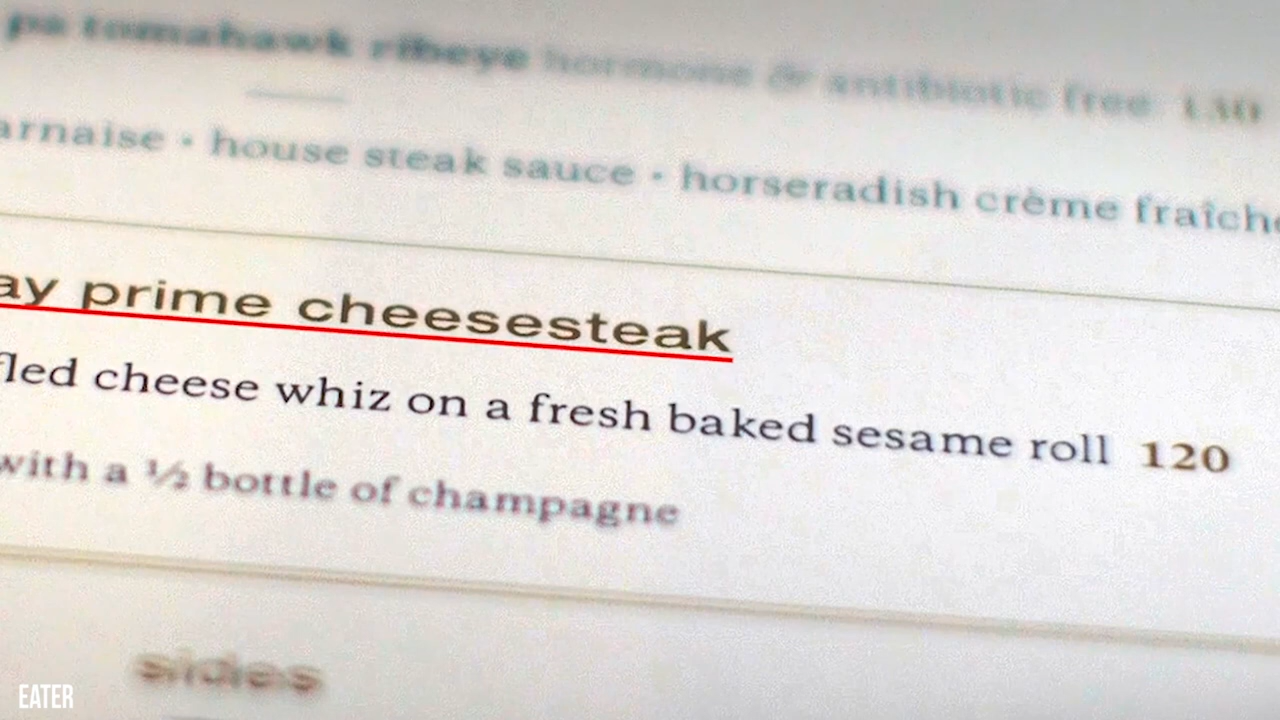 pa tomahawk ribeye hormone & antibiotic free 130
arnaise • house steak sauce • horseradish crème fraîche
ay prime cheesesteak
fled cheese whiz on a fresh baked sesame roll 120
with a ½ bottle of champagne
sides
EATER